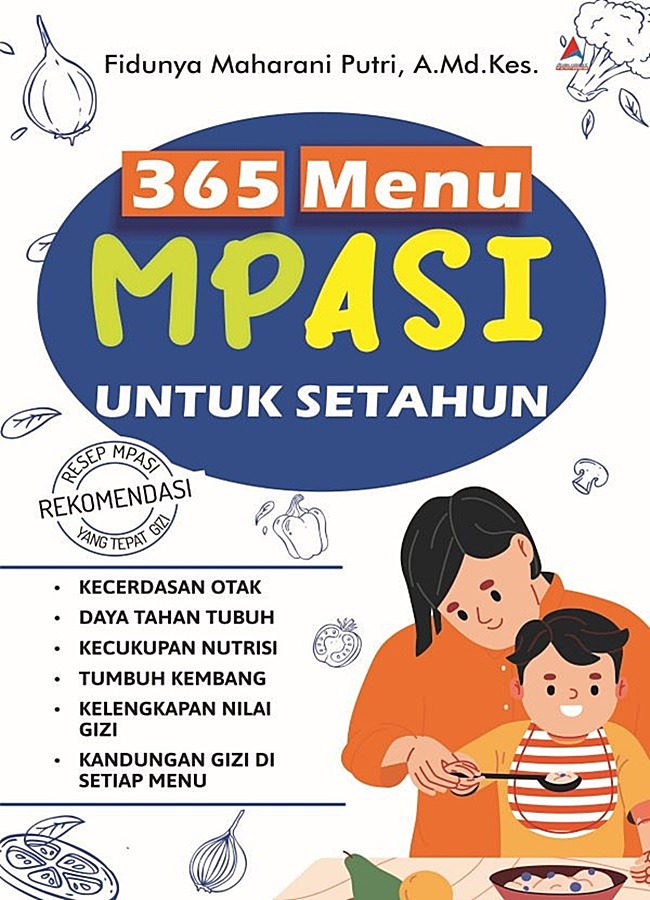 Fidunya Maharani Putri, A.Md.Kes.
365 Menu
MPASI
UNTUK SETAHUN
RESEP MPASI
REKOMENDASI
YANG TEPAT GIZI
• KECERDASAN OTAK
• DAYA TAHAN TUBUH
• KECUKUPAN NUTRISI
• TUMBUH KEMBANG
• KELENGKAPAN NILAI
GIZI
• KANDUNGAN GIZI DI
SETIAP MENU